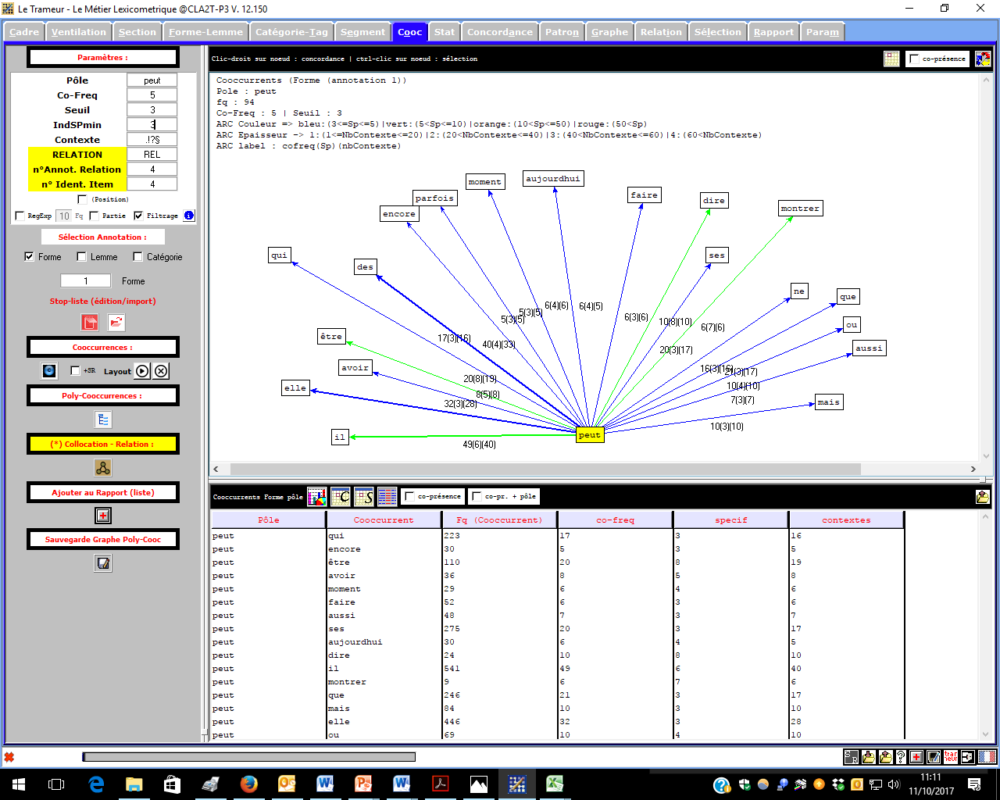 Le Trameur - Le Métier Lexicometrique @CLA2T-P3 V. 12.150
Cadre Ventilation Section Forme-Lemme Catégorie-Tag Segment Cooc Stat Concordance Patron Graphe Relation Sélection Rapport Param
Paramètres :
Pôle peut
Co-Freq 5
Seuil 3
IndSPmin 3
Contexte .!?§
RELATION REL
n°Annot. Relation 4
n° Ident. Item 4
(Position)
RegExp 10 Fq Partie Filtrage
Sélection Annotation :
Forme Lemme Catégorie
1 Forme
Stop-liste (édition/import)
Cooccurrences :
+SR Layout
Poly-Cooccurrences :
(*) Collocation - Relation :
Ajouter au Rapport (liste)
Sauvegarde Graphe Poly-Cooc
Clic-droit sur noeud : concordance | ctrl-clic sur noeud : sélection
co-présence
Cooccurrents (Forme (annotation 1))
Pole : peut
fq : 94
Co-Freq : 5 | Seuil : 3
ARC Couleur => bleu:(3<=Sp<=5)|vert:(5<Sp<=10)|orange:(10<Sp<=50)|rouge:(50<Sp)
ARC Epaisseur -> 1:(1<=NbContexte<=20)|2:(20<NbContexte<=40)|3:(40<NbContexte<=60)|4:(60<NbContexte)
ARC label : cofreq(Sp)(nbContexte)
aujourdhui
moment
faire
parfois
dire
montrer
encore
qui
ses
des
ne
que
6(4)(6) 6(4)(5)
5(3)(5)
5(3)(5) 6(3)(6) 10(8)(10)
ou
6(7)(6)
être
17(3)(16) 40(4)(33)
aussi
20(3)(17)
avoir
16(3)(16) 21(3)(17)
20(8)(19)
elle
10(4)(10)
8(5)(8)
7(3)(7)
32(3)(28)
mais
10(3)(10)
il
peut
49(6)(40)
Cooccurrents Forme pôle C S co-présence co-pr. + pôle
Pôle Cooccurrent Fq (Cooccurrent) co-freq specif contextes
peut qui 223 17 3 16
peut encore 30 5 3 5
peut être 110 20 8 19
peut avoir 36 8 5 8
peut moment 29 6 4 6
peut faire 52 6 3 6
peut aussi 48 7 3 7
peut ses 275 20 3 17
peut aujourdhui 30 6 4 5
peut dire 24 10 8 10
peut il 541 49 6 40
peut montrer 9 6 7 6
peut que 246 21 3 17
peut mais 84 10 3 10
peut elle 446 32 3 28
peut ou 69 10 4 10
11:11
11/10/2017